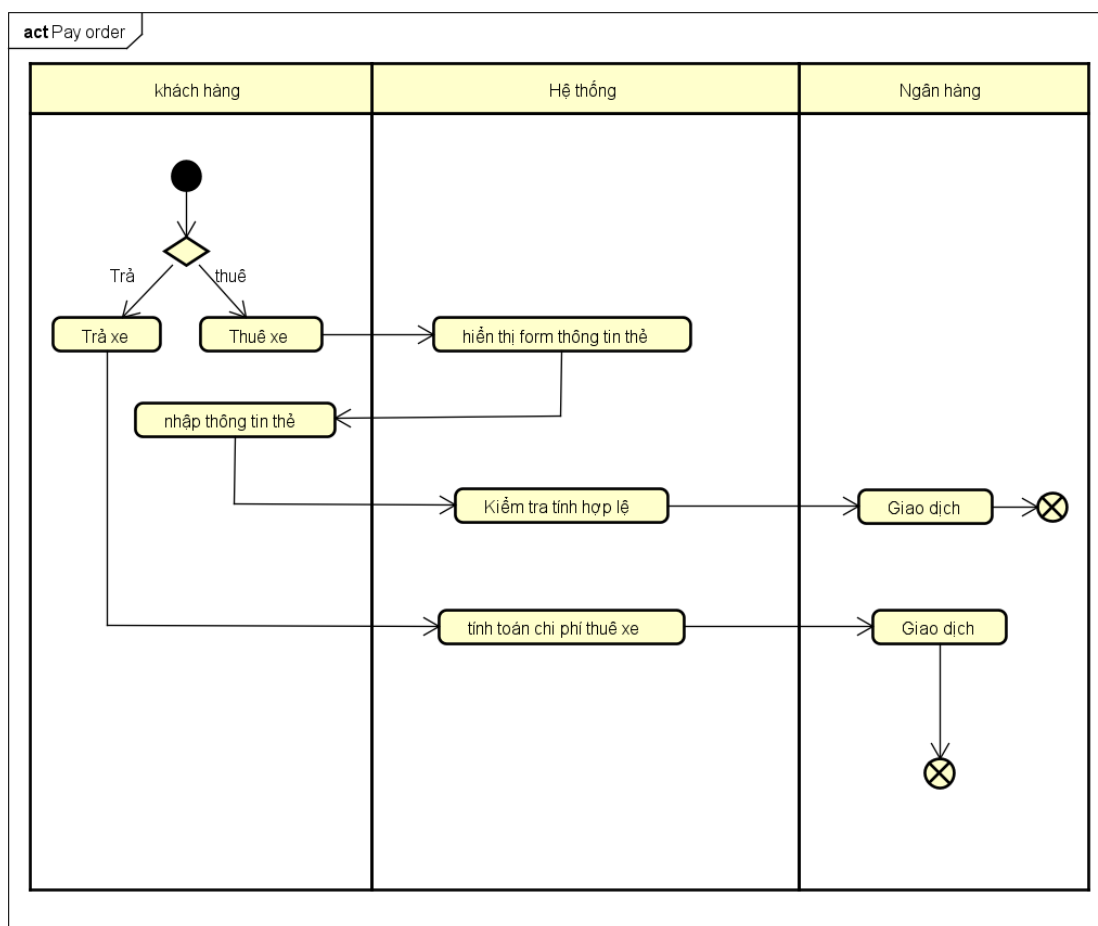 act Pay order
khách hàng
Hệ thống
Ngân hàng
Trả
thuê
Trả xe
Thuê xe
hiển thị form thông tin thẻ
nhập thông tin thẻ
Kiểm tra tính hợp lệ
Giao dịch
tính toán chi phí thuê xe
Giao dịch